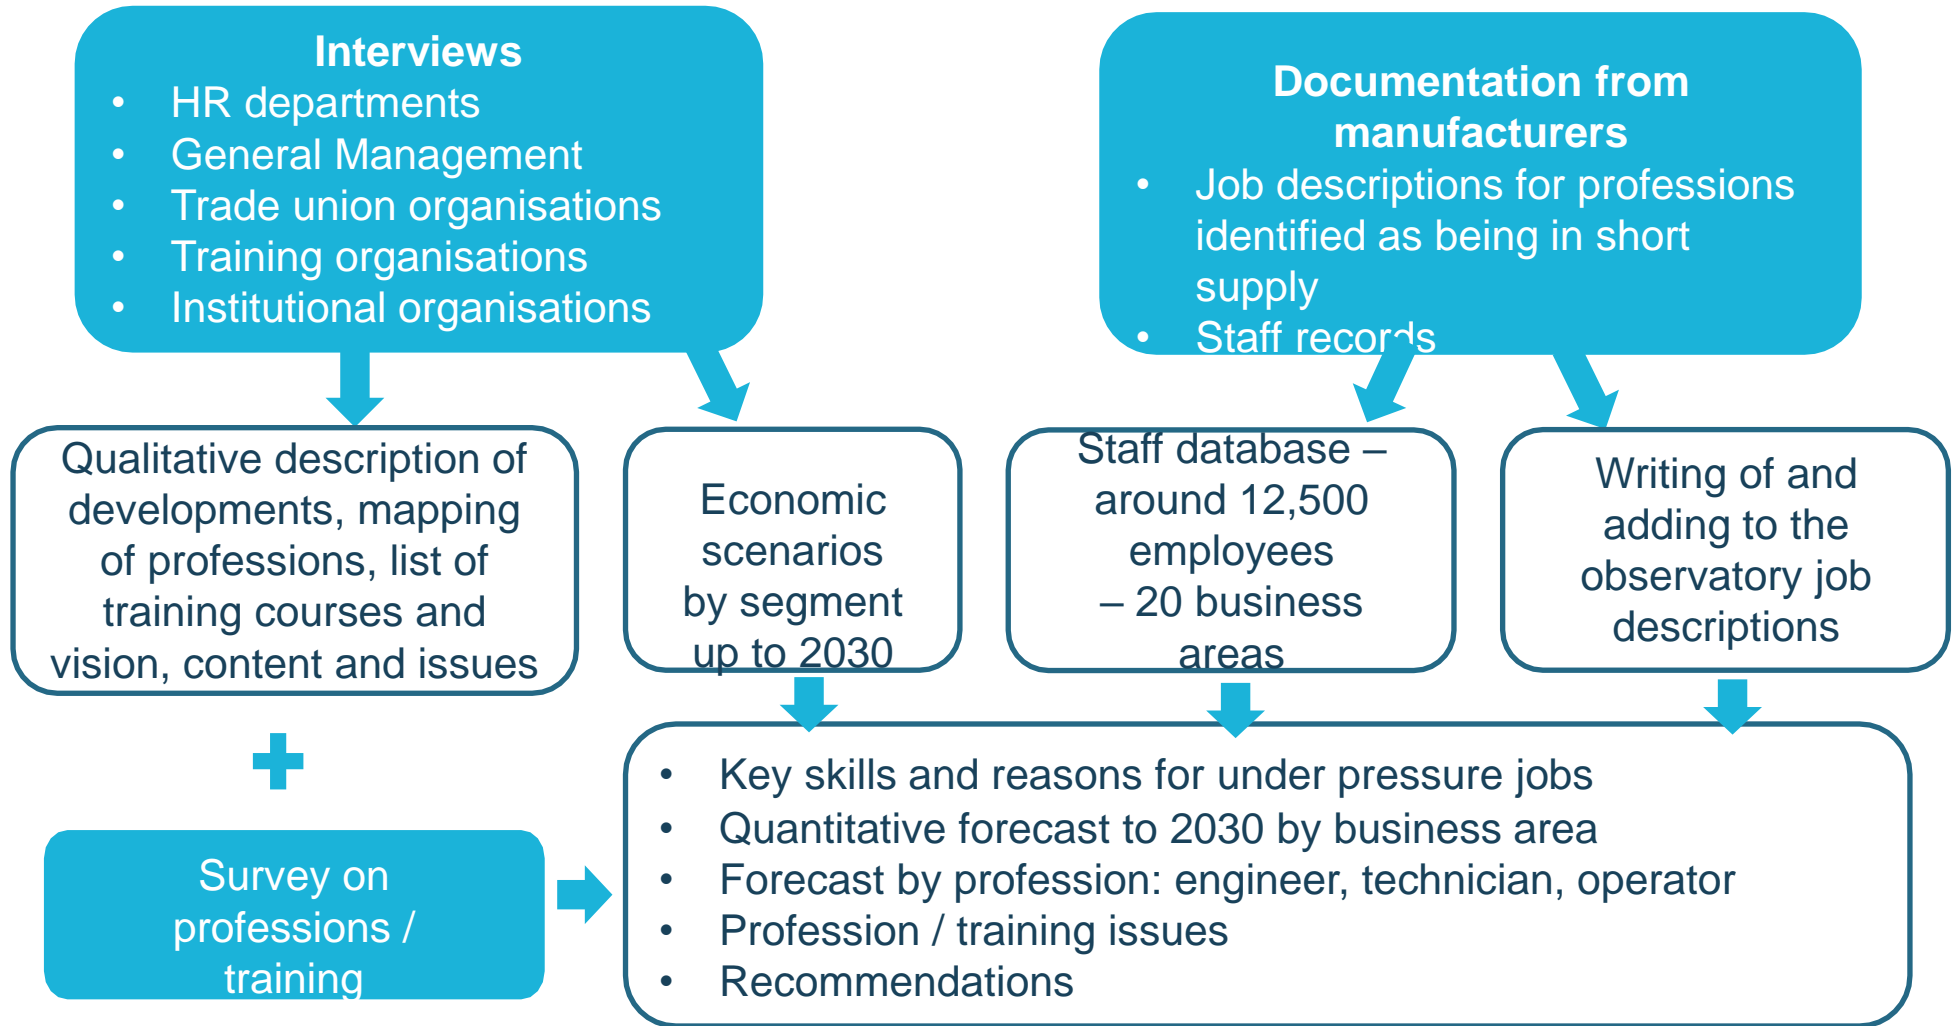 Interviews
• HR departments
• General Management
• Trade union organisations
• Training organisations
• Institutional organisations
Documentation from
manufacturers
• Job descriptions for professions
identified as being in short
supply
• Staff records
Qualitative description of
developments, mapping
of professions, list of
training courses and
vision, content and issues
Economic
scenarios
by segment
up to 2030
Staff database –
around 12,500
employees
– 20 business
areas
Writing of and
adding to the
observatory job
descriptions
Survey on
professions /
training
• Key skills and reasons for under pressure jobs
• Quantitative forecast to 2030 by business area
• Forecast by profession: engineer, technician, operator
• Profession / training issues
• Recommendations